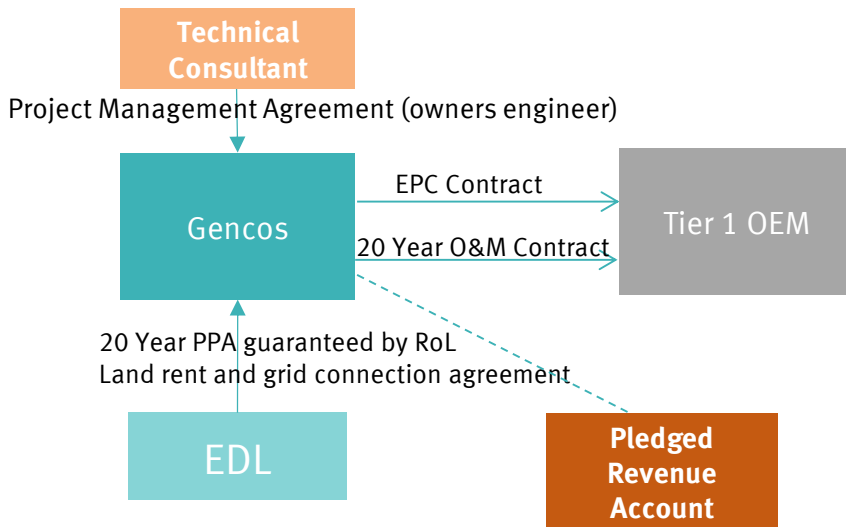 Technical
Consultant
Project Management Agreement (owners engineer)
Gencos
EPC Contract
20 Year O&M Contract
Tier 1 OEM
20 Year PPA guaranteed by RoL
Land rent and grid connection agreement
EDL
Pledged
Revenue
Account